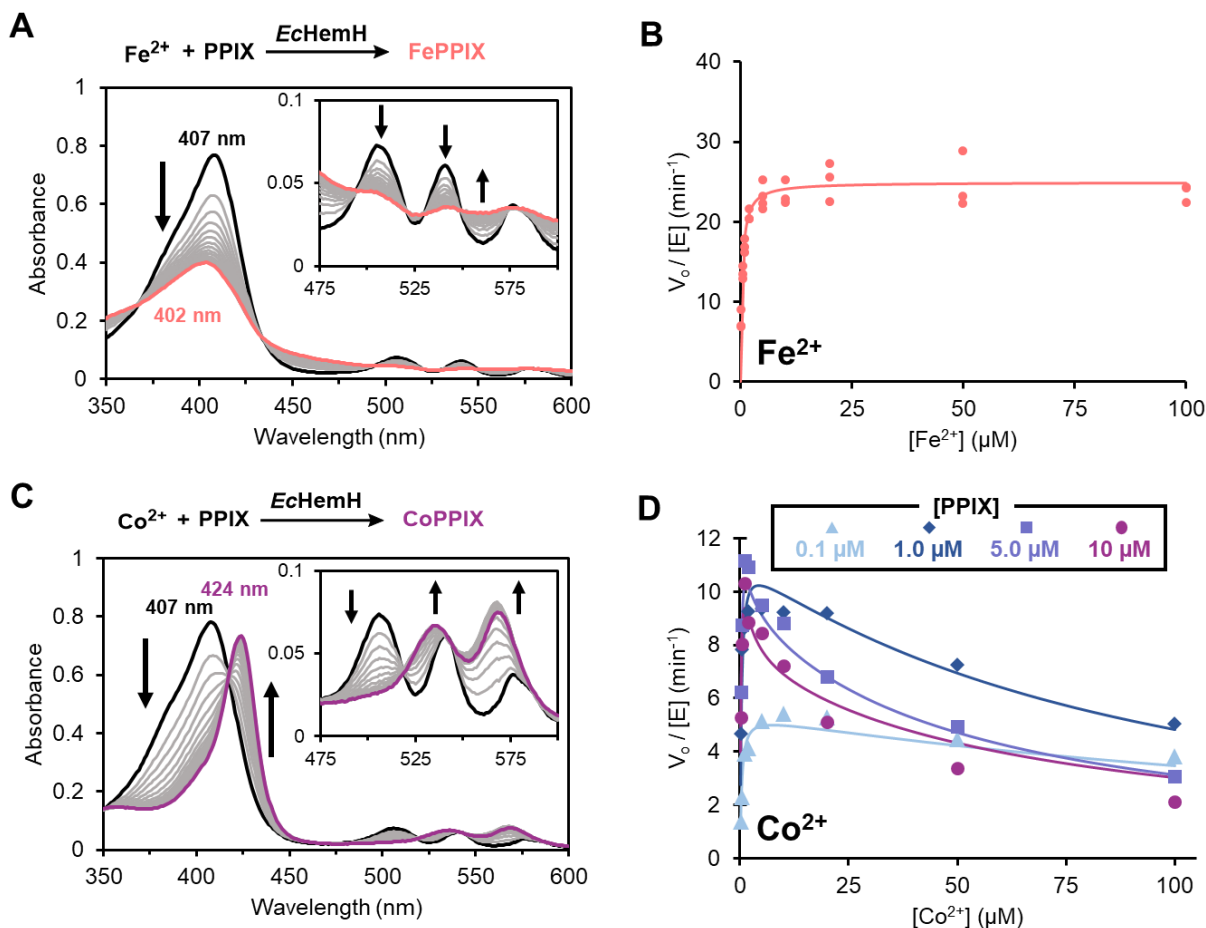 A
Fe²⁺ + PPIX EcHemH FePPIX
1
0.8
0.6
0.4
0.2
0
Absorbance
407 nm
402 nm
350 400 450 500 550 600
Wavelength (nm)
0.1
0.05
0
475 525 575
B
40
30
20
10
0
Vₒ / [E] (min⁻¹)
Fe²⁺
0 25 50 75 100
[Fe²⁺] (µM)
C
Co²⁺ + PPIX EcHemH CoPPIX
1
0.8
0.6
0.4
0.2
0
Absorbance
407 nm
424 nm
350 400 450 500 550 600
Wavelength (nm)
0.1
0.05
0
475 525 575
D
[PPIX]
0.1 µM 1.0 µM 5.0 µM 10 µM
12
10
8
6
4
2
0
Vₒ / [E] (min⁻¹)
Co²⁺
0 25 50 75 100
[Co²⁺] (µM)